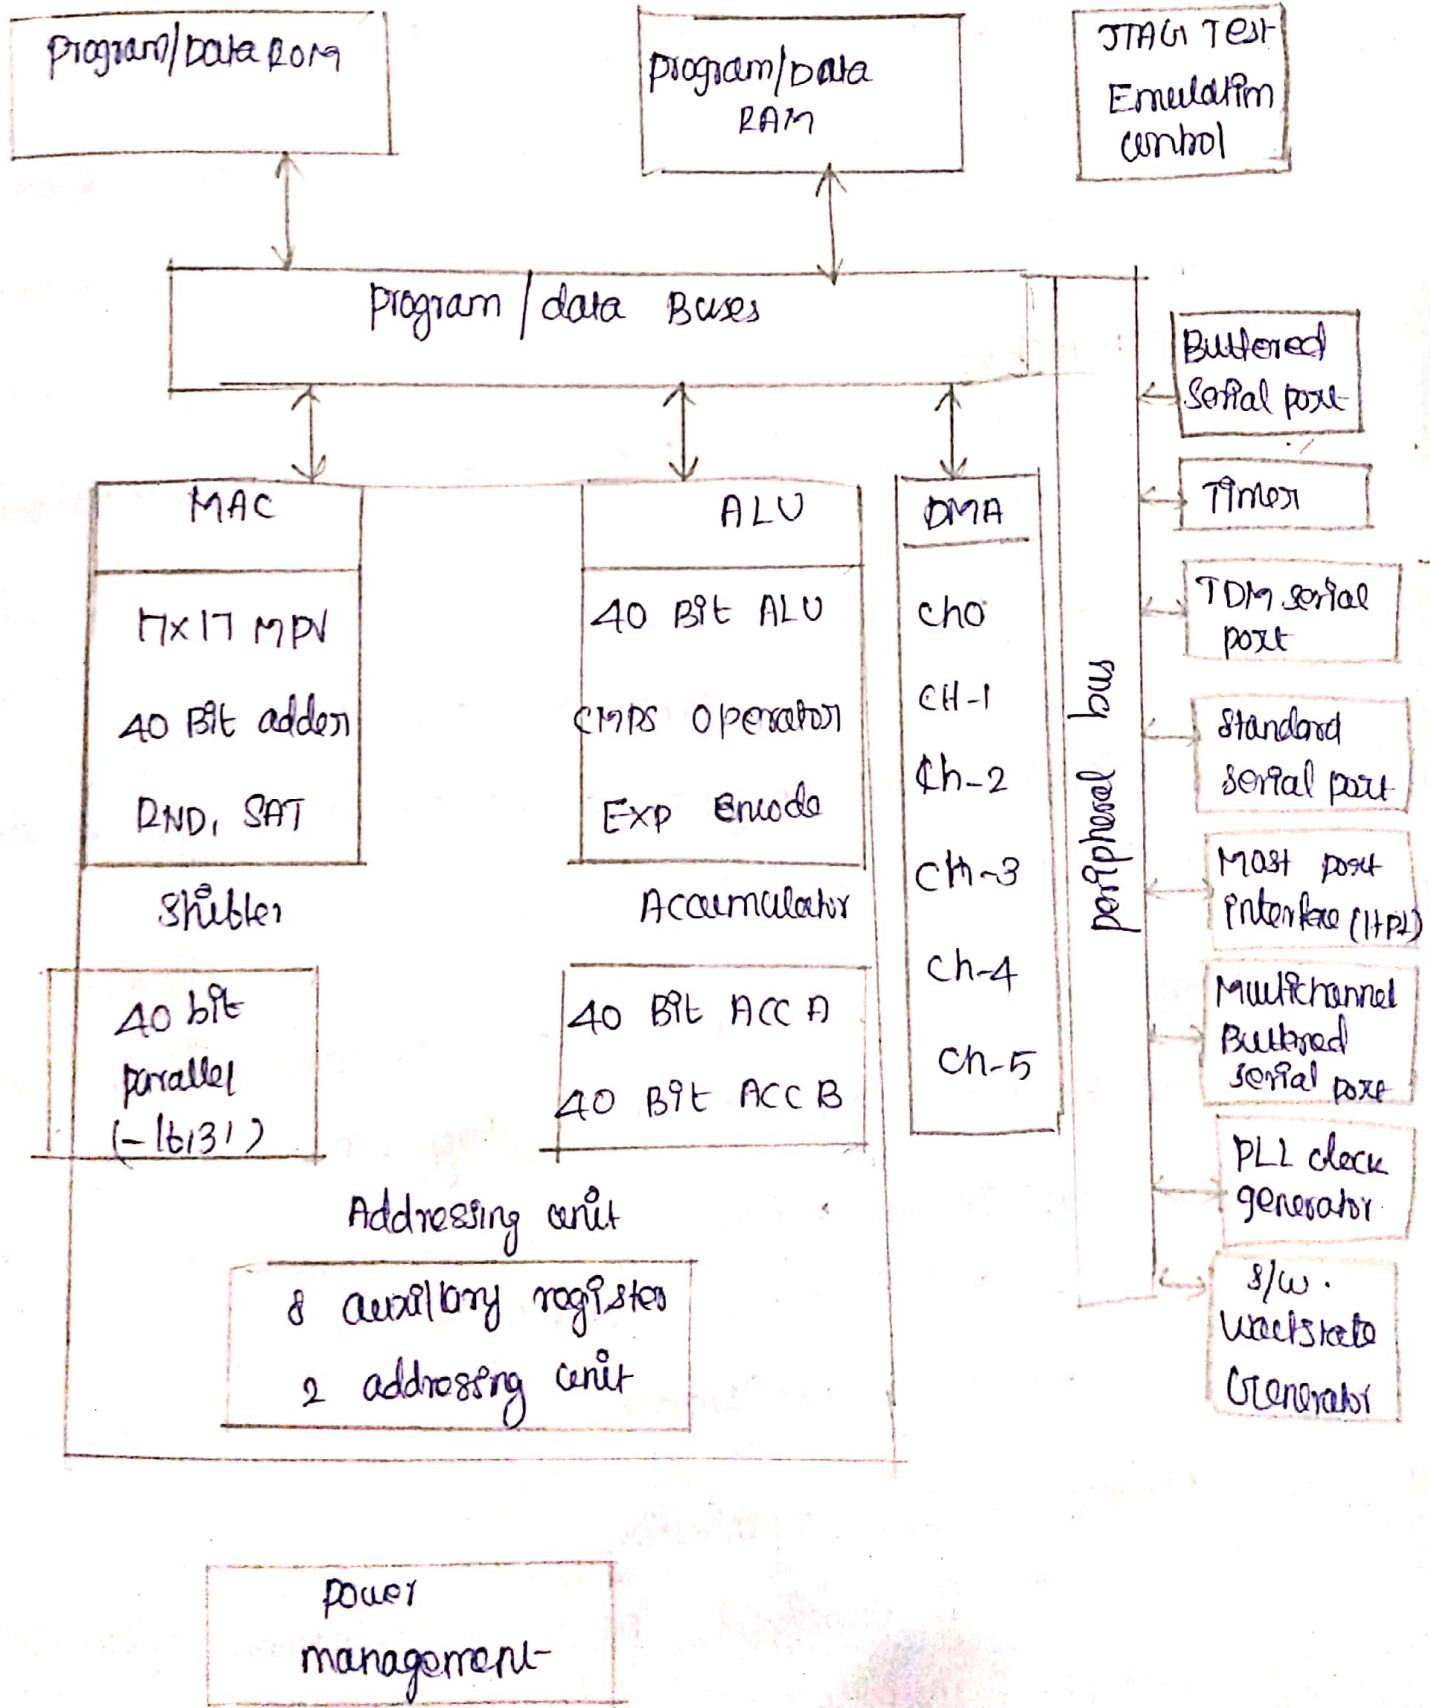 Program/Data ROM
Program/Data
RAM
JTAG Test
Emulation
control
Program/data Buses
Buffered
Serial port
Timer
TDM serial
port
Standard
serial port
Host port
interface (HPI)
Multichannel
Buffered
serial port
PLL clock
generator
S/W.
Waitstate
Generator
peripheral bus
MAC
17x17 MPY
40 Bit adder
RND, SAT
ALU
40 Bit ALU
CMPS operator
EXP encode
DMA
Ch0
CH-1
Ch-2
Ch-3
Ch-4
Ch-5
Shifter
40 bit
parallel
(-16,31)
Accumulator
40 Bit ACC A
40 Bit ACC B
Addressing unit
8 auxillary register
2 addressing unit
Power
management